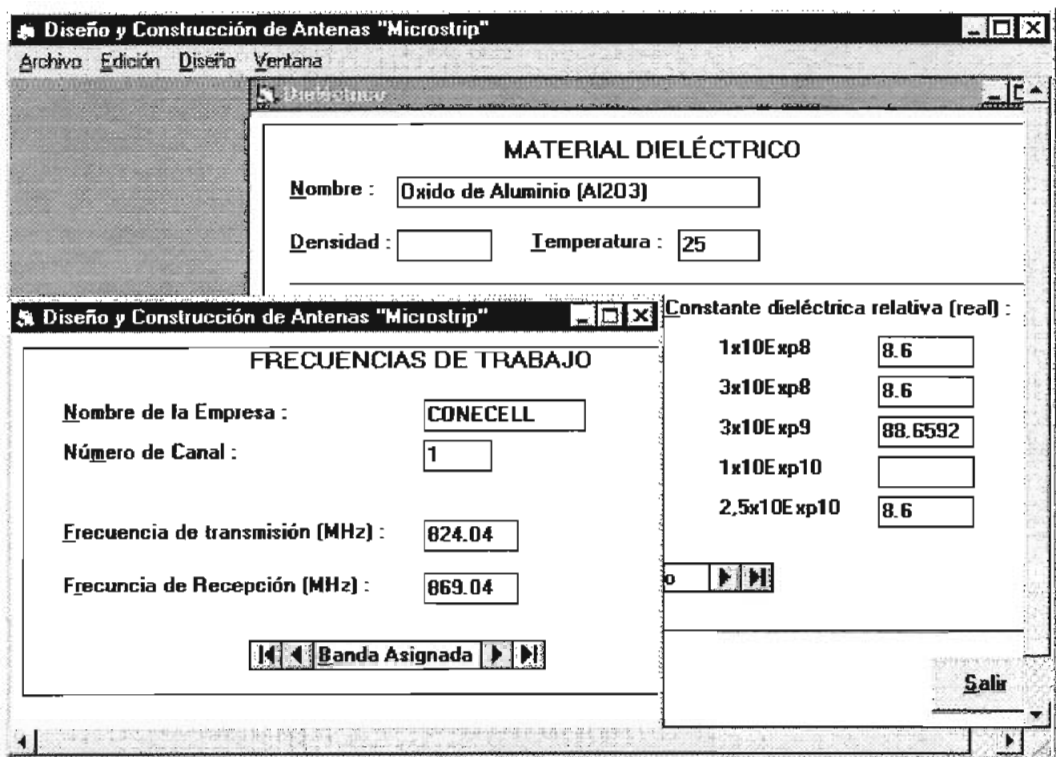 Diseño y Construcción de Antenas "Microstrip"
Archivo Edición Diseño Ventana
Dieléctrico
MATERIAL DIELÉCTRICO
Nombre : Oxido de Aluminio (Al2O3)
Densidad :
Temperatura : 25
Constante dieléctrica relativa (real) :
1x10Exp8 8.6
3x10Exp8 8.6
3x10Exp9 88.6592
1x10Exp10
2,5x10Exp10 8.6
o
Salir
Diseño y Construcción de Antenas "Microstrip"
FRECUENCIAS DE TRABAJO
Nombre de la Empresa : CONECELL
Número de Canal : 1
Frecuencia de transmisión (MHz) : 824.04
Frecuncia de Recepción (MHz) : 869.04
Banda Asignada